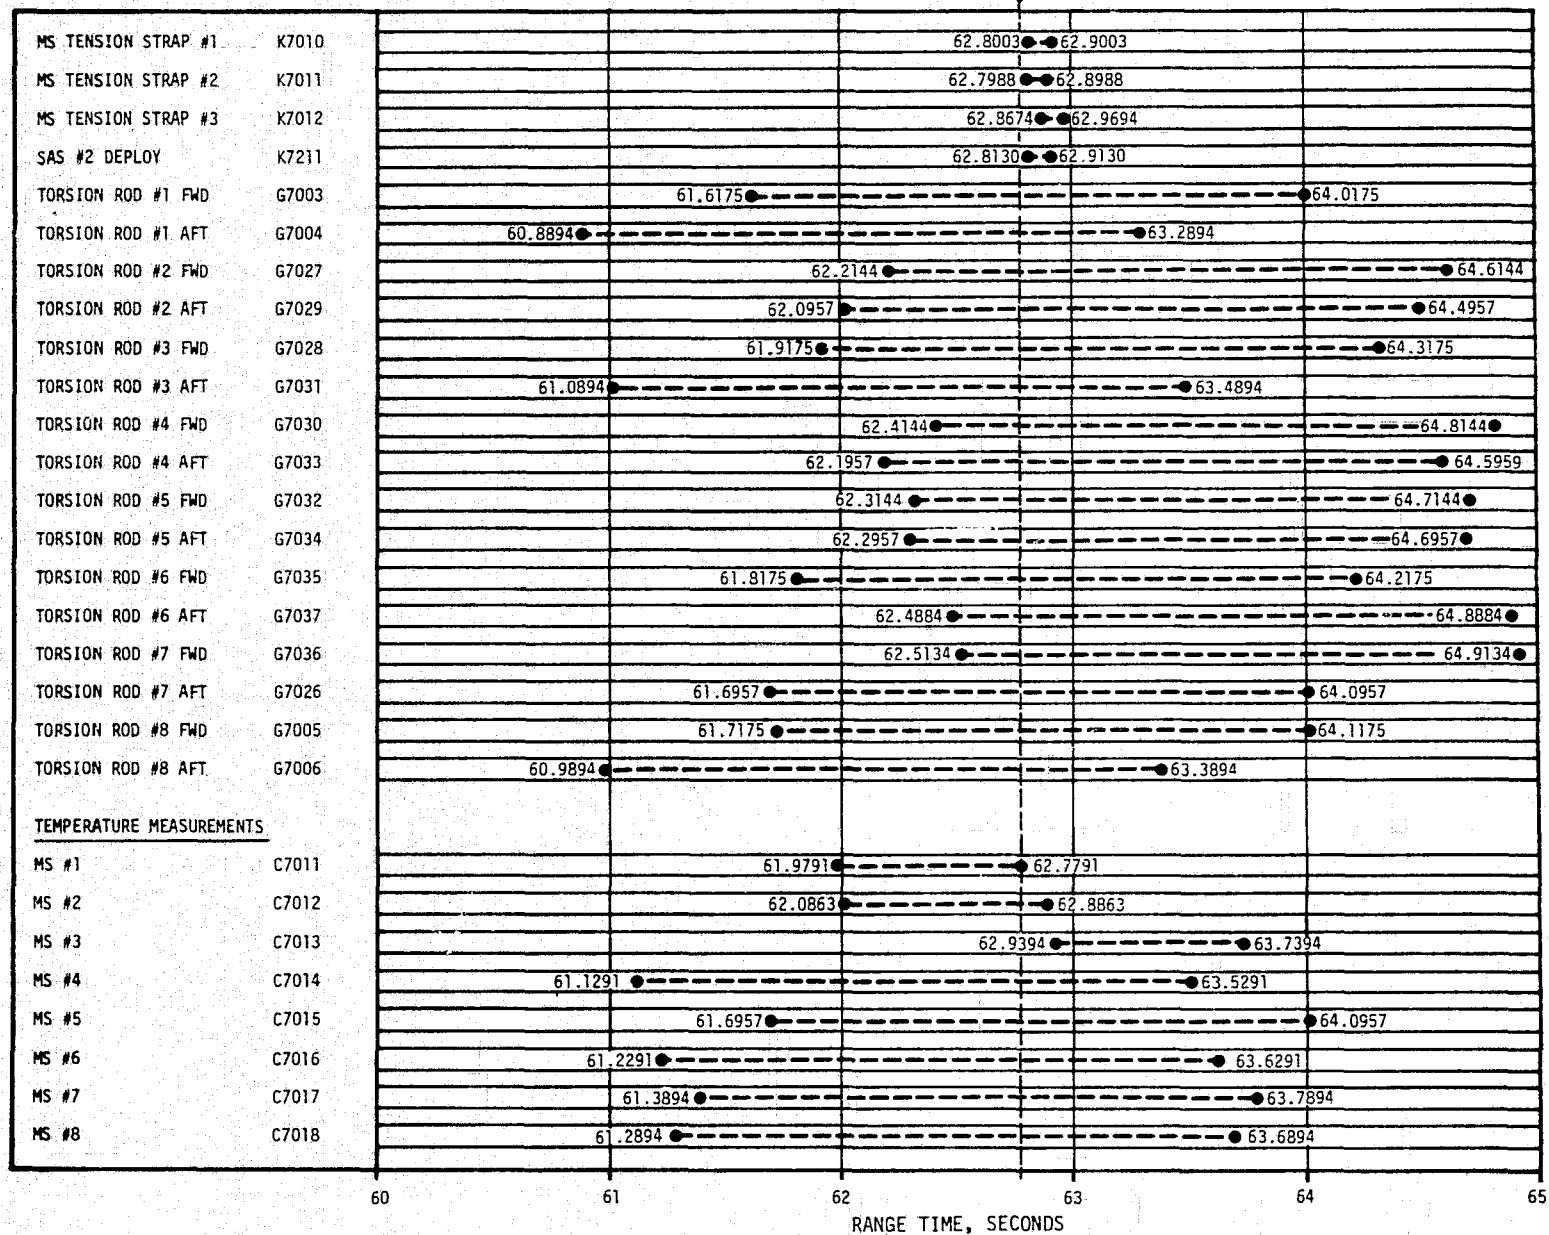 MS TENSION STRAP #1 K7010 62.8003 62.9003
MS TENSION STRAP #2 K7011 62.7988 62.8988
MS TENSION STRAP #3 K7012 62.8674 62.9694
SAS #2 DEPLOY K7211 62.8130 62.9130
TORSION ROD #1 FWD G7003 61.6175 64.0175
TORSION ROD #1 AFT G7004 60.8894 63.2894
TORSION ROD #2 FWD G7027 62.2144 64.6144
TORSION ROD #2 AFT G7029 62.0957 64.4957
TORSION ROD #3 FWD G7028 61.9175 64.3175
TORSION ROD #3 AFT G7031 61.0894 63.4894
TORSION ROD #4 FWD G7030 62.4144 64.8144
TORSION ROD #4 AFT G7033 62.1957 64.5959
TORSION ROD #5 FWD G7032 62.3144 64.7144
TORSION ROD #5 AFT G7034 62.2957 64.6957
TORSION ROD #6 FWD G7035 61.8175 64.2175
TORSION ROD #6 AFT G7037 62.4884 64.8884
TORSION ROD #7 FWD G7036 62.5134 64.9134
TORSION ROD #7 AFT G7026 61.6957 64.0957
TORSION ROD #8 FWD G7005 61.7175 64.1175
TORSION ROD #8 AFT G7006 60.9894 63.3894
TEMPERATURE MEASUREMENTS
MS #1 C7011 61.9791 62.7791
MS #2 C7012 62.0863 62.8863
MS #3 C7013 62.9394 63.7394
MS #4 C7014 61.1291 63.5291
MS #5 C7015 61.6957 64.0957
MS #6 C7016 61.2291 63.6291
MS #7 C7017 61.3894 63.7894
MS #8 C7018 61.2894 63.6894
60 61 62 63 64 65
RANGE TIME, SECONDS